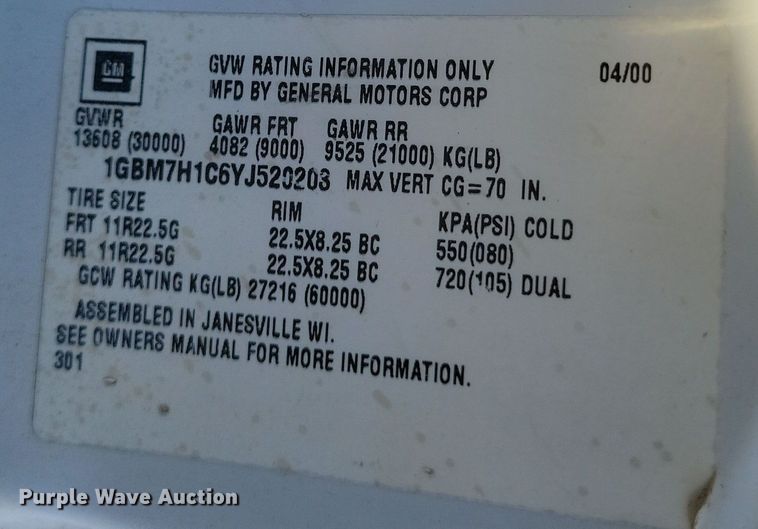 GM
GVW RATING INFORMATION ONLY 04/00
MFD BY GENERAL MOTORS CORP
GVWR GAWR FRT GAWR RR
13608 (30000) 4082 (9000) 9525 (21000) KG(LB)
1GBM7H1C6YJ520203 MAX VERT CG=70 IN.
TIRE SIZE RIM KPA(PSI) COLD
FRT 11R22.5G 22.5X8.25 BC 550(080)
RR 11R22.5G 22.5X8.25 BC 720(105) DUAL
GCW RATING KG(LB) 27216 (60000)
ASSEMBLED IN JANESVILLE WI.
SEE OWNERS MANUAL FOR MORE INFORMATION.
301
Purple Wave Auction